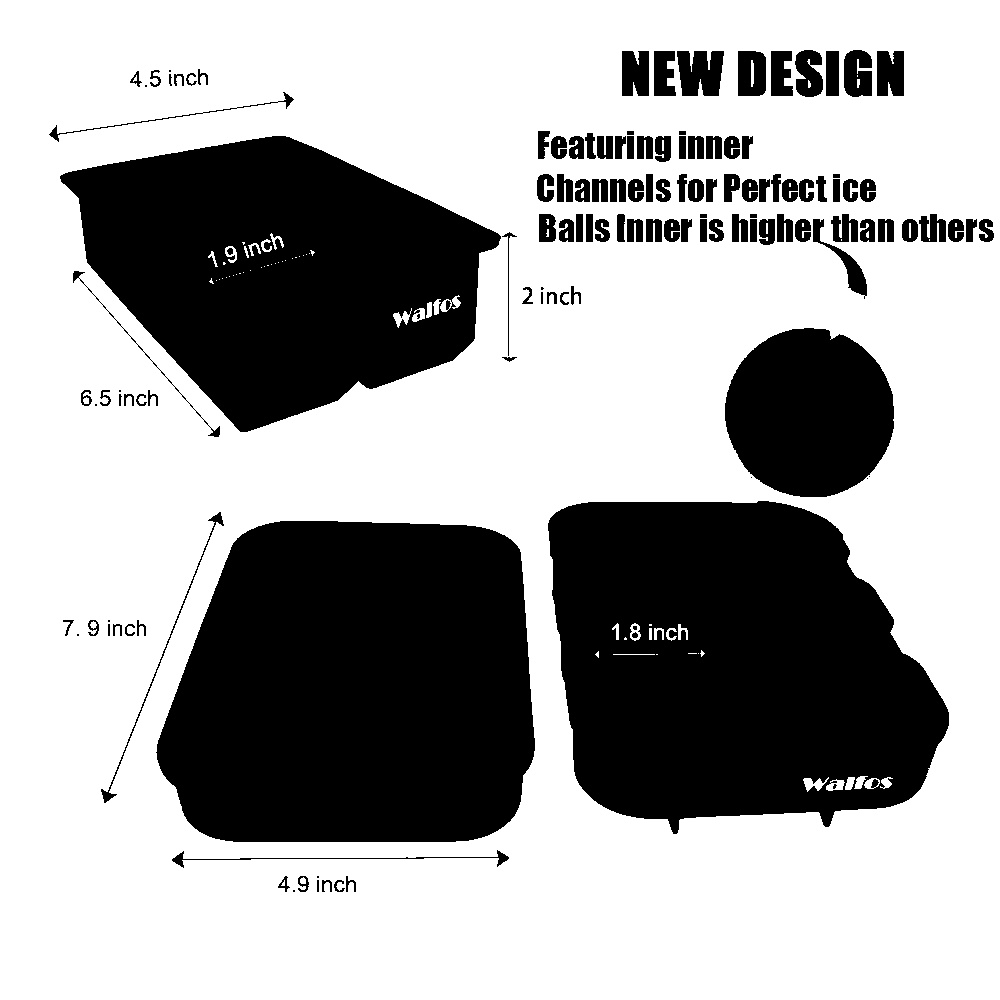 NEW DESIGN
Featuring inner
Channels for Perfect ice
Balls Inner is higher than others
4.5 inch
1.9 inch
Walfos
2 inch
6.5 inch
7. 9 inch
1.8 inch
Walfos
4.9 inch